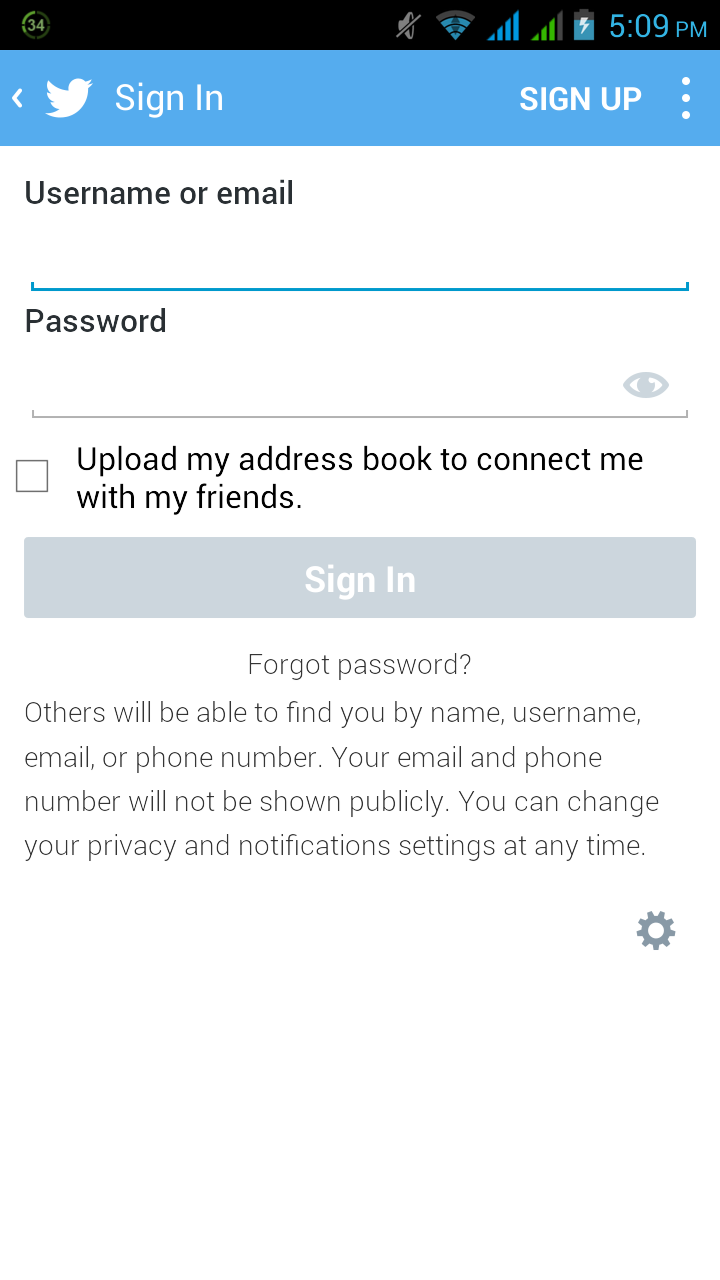 34
5:09 PM
Sign In
SIGN UP
Username or email
Password
Upload my address book to connect me
with my friends.
Sign In
Forgot password?
Others will be able to find you by name, username,
email, or phone number. Your email and phone
number will not be shown publicly. You can change
your privacy and notifications settings at any time.